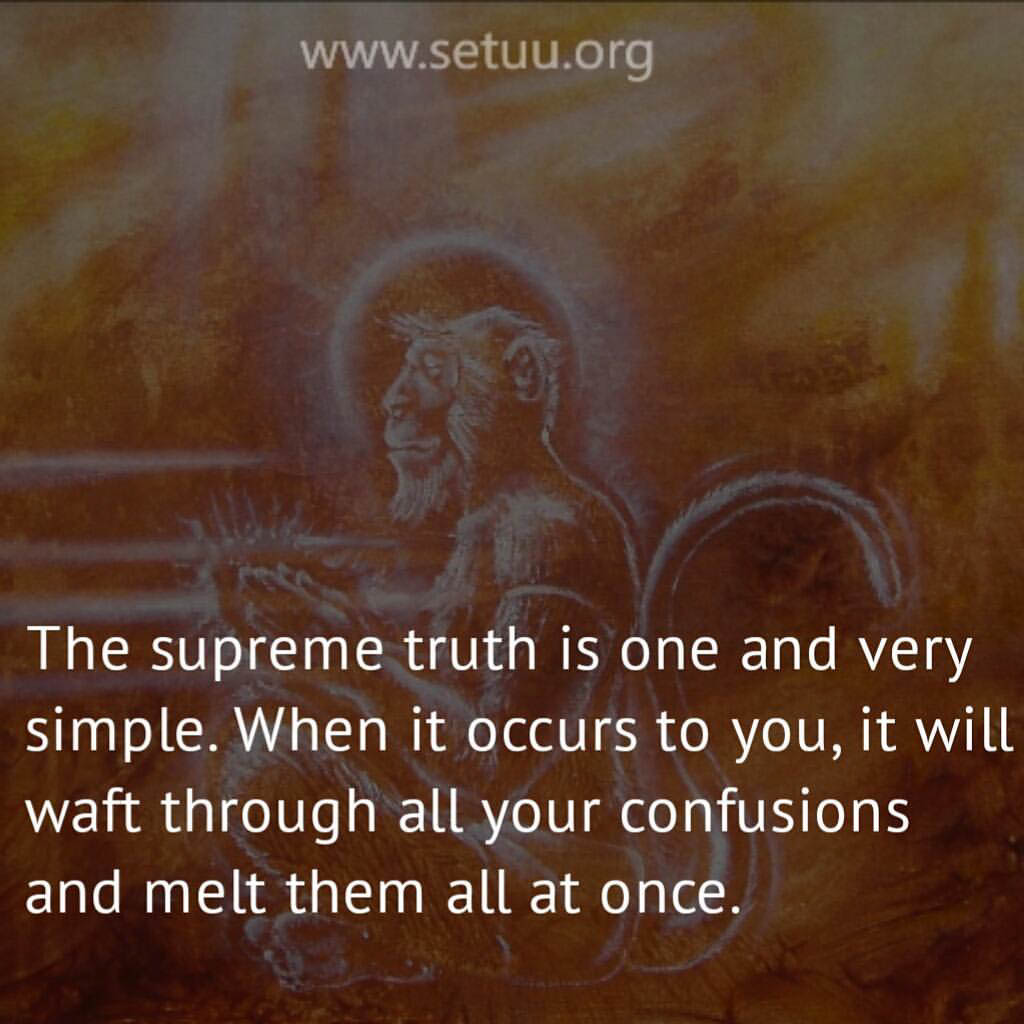 www.setuu.org
The supreme truth is one and very
simple. When it occurs to you, it will
waft through all your confusions
and melt them all at once.